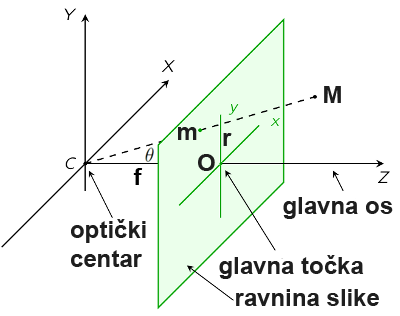 Y
X
M
y
x
m
r
θ
C
O
f
Z
glavna os
optički
centar
glavna točka
ravnina slike